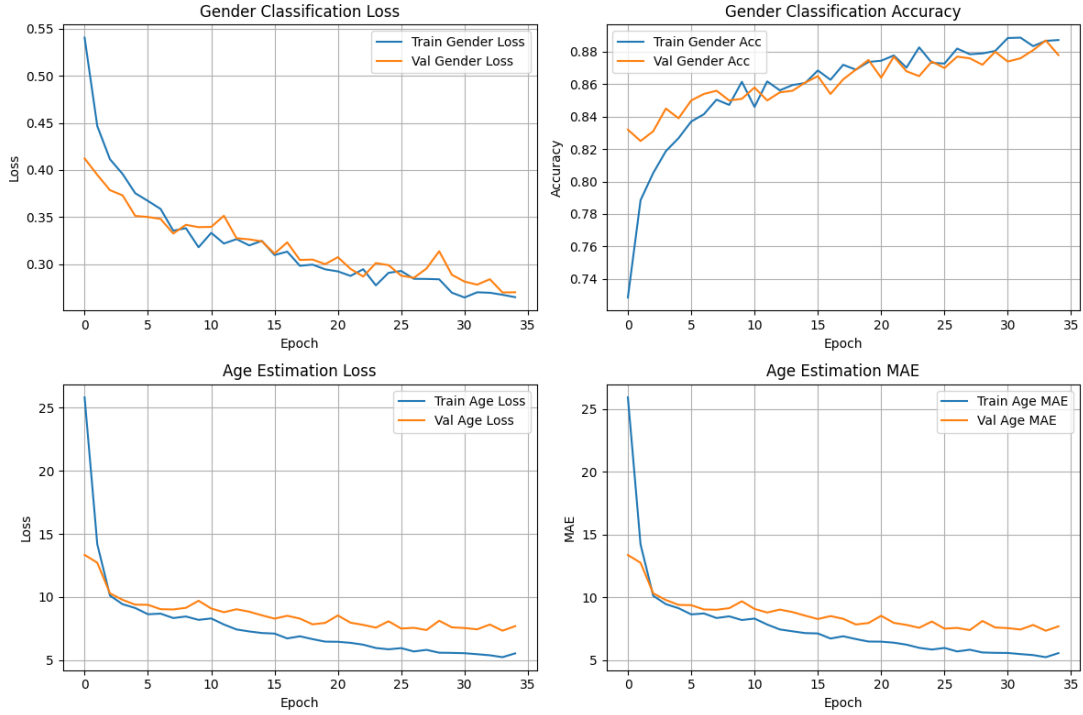 Gender Classification Loss
0.55
0.50
0.45
0.40
0.35
0.30
Loss
Train Gender Loss
Val Gender Loss
0 5 10 15 20 25 30 35
Epoch
Gender Classification Accuracy
0.88
0.86
0.84
0.82
0.80
0.78
0.76
0.74
Accuracy
Train Gender Acc
Val Gender Acc
0 5 10 15 20 25 30 35
Epoch
Age Estimation Loss
25
20
15
10
5
Loss
Train Age Loss
Val Age Loss
0 5 10 15 20 25 30 35
Epoch
Age Estimation MAE
25
20
15
10
5
MAE
Train Age MAE
Val Age MAE
0 5 10 15 20 25 30 35
Epoch